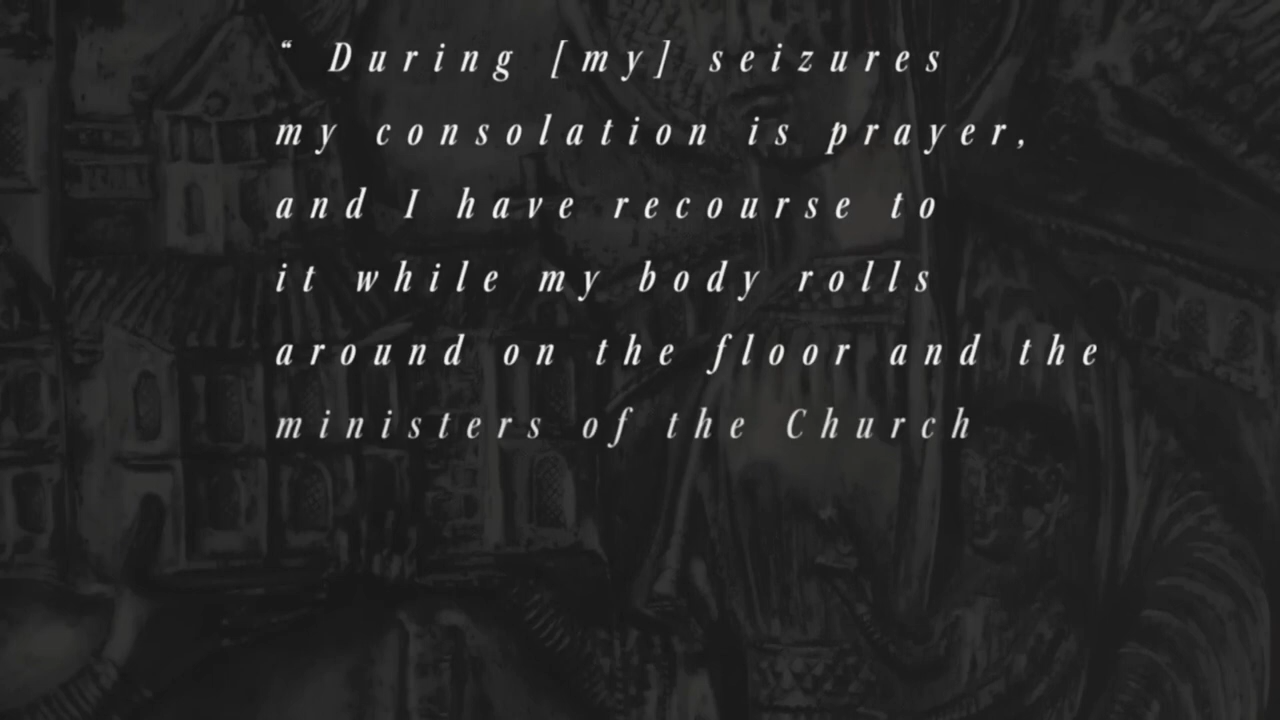 “ During [my] seizures
my consolation is prayer,
and I have recourse to
it while my body rolls
around on the floor and the
ministers of the Church